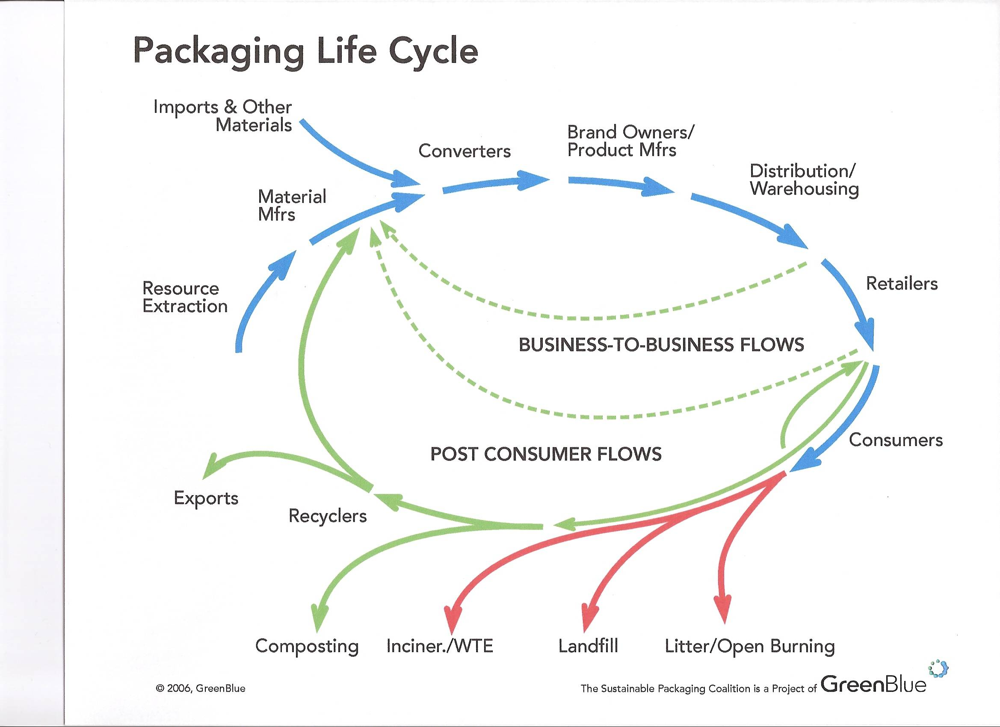 Packaging Life Cycle
Imports & Other
Materials
Converters
Brand Owners/
Product Mfrs
Distribution/
Warehousing
Material
Mfrs
Resource
Extraction
Retailers
BUSINESS-TO-BUSINESS FLOWS
Consumers
POST CONSUMER FLOWS
Exports
Recyclers
Composting
Inciner./WTE
Landfill
Litter/Open Burning
© 2006, GreenBlue
The Sustainable Packaging Coalition is a Project of GreenBlue